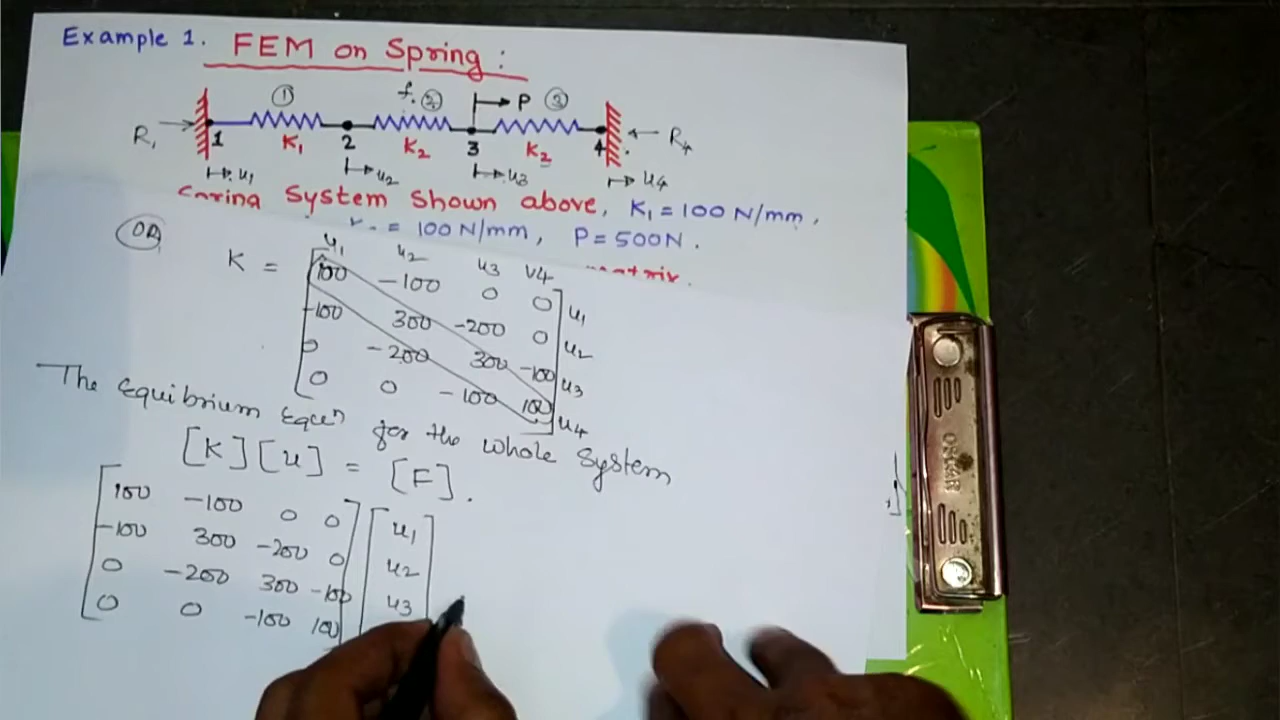 Example 1. FEM on Spring :
① f. ② P ③
R1 1 K1 2 K2 3 K2 4 R4
u1 u2 u3 u4
System Shown above, K1 = 100 N/mm,
= 100 N/mm, P = 500N.
OR
u1 u2 u3 u4
K = 100 -100 0 0 u1
-100 300 -200 0 u2
0 -200 300 -100 u3
0 0 -100 100 u4
The equibrium Equen for the whole system
[K] [u] = [F].
100 -100 0 0 u1
-100 300 -200 0 u2
0 -200 300 -100 u3
0 0 -100 100